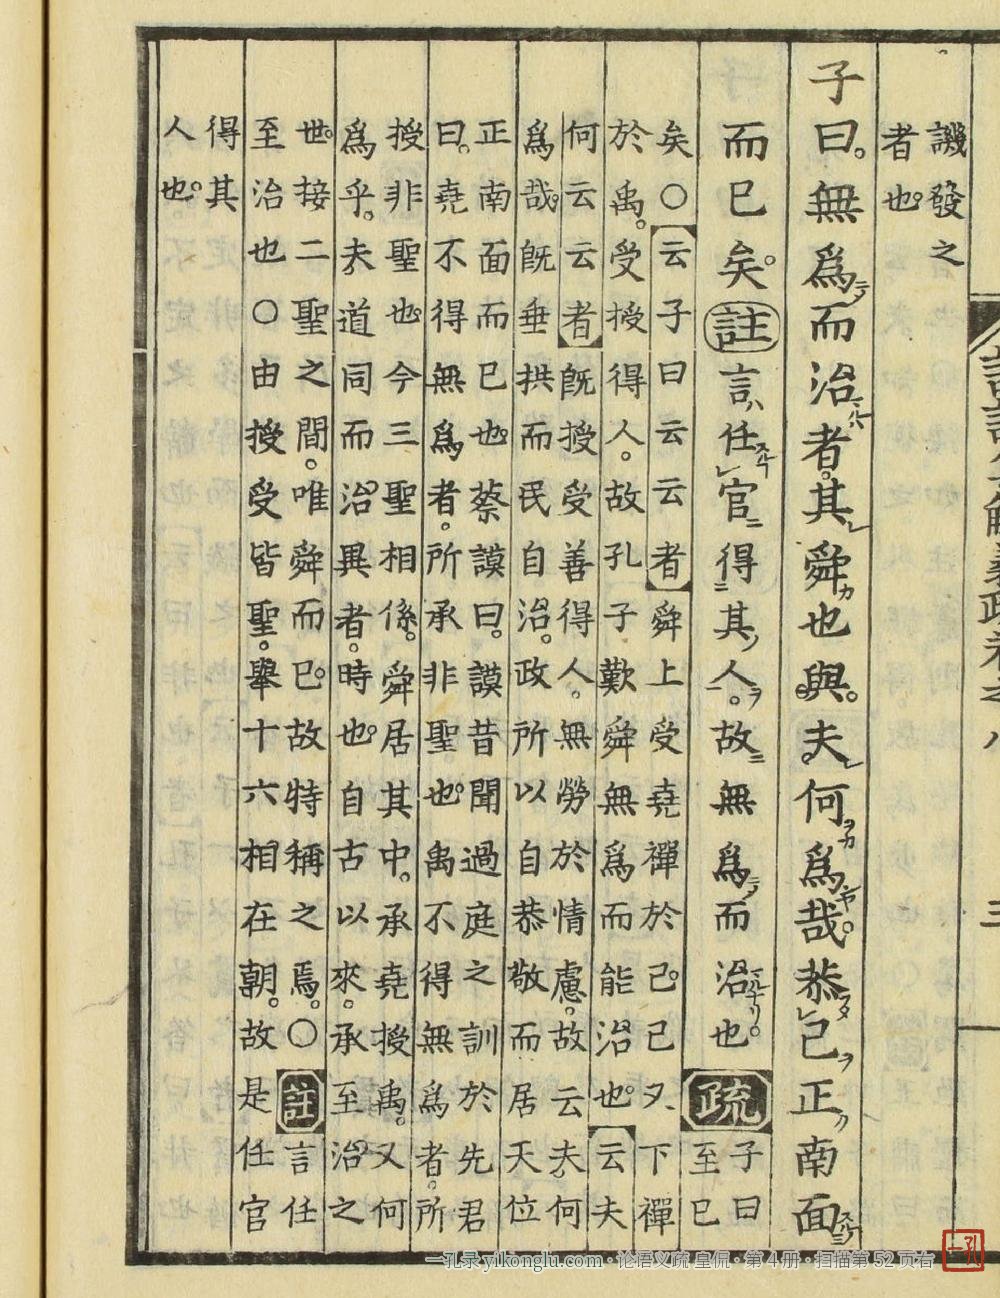 譏發之
者也。
子曰。無爲而治者。其舜也與。夫何爲哉。恭己正南面
而已矣。註言任官得其人。故無爲而治也。疏子曰
至已
矣〇云子曰云云者舜上受堯禪於己。己又下禪
於禹。受授得人。故孔子歎舜無爲而能治也。云夫
何云云者既授受善得人。無勞於情慮。故云夫何
爲哉。既垂拱而民自治。政所以自恭敬而居天位
正南面而已也。蔡謨曰。謨昔聞過庭之訓於先君
曰。堯不得無爲者。所承非聖也。禹不得無爲者。所
授非聖也。今三聖相係。舜居其中。承堯授禹。又何
爲乎。夫道同而治異者。時也。自古以來。承至治之
世。接二聖之間。唯舜而已。故特稱之焉。〇註言任
至治也〇由授受皆聖。舉十六相在朝。故是任官
得其
人也。
三
一孔录 yikonglu.com · 论语义疏 皇侃 · 第 4 册 · 扫描第 52 页右
一孔